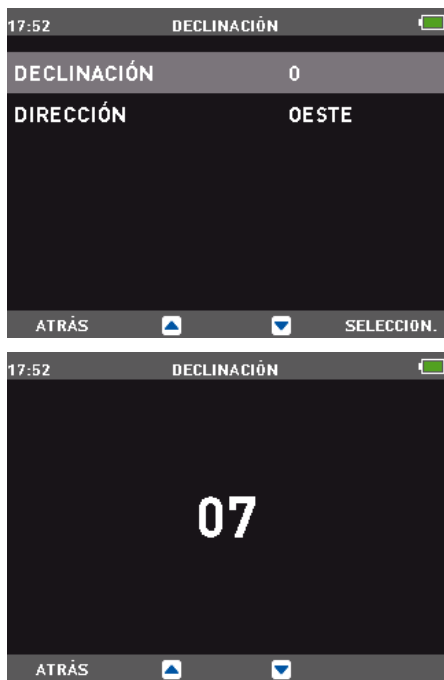 17:52 DECLINACIÓN
DECLINACIÓN 0
DIRECCIÓN OESTE
ATRÁS SELECCION.
17:52 DECLINACIÓN
07
ATRÁS